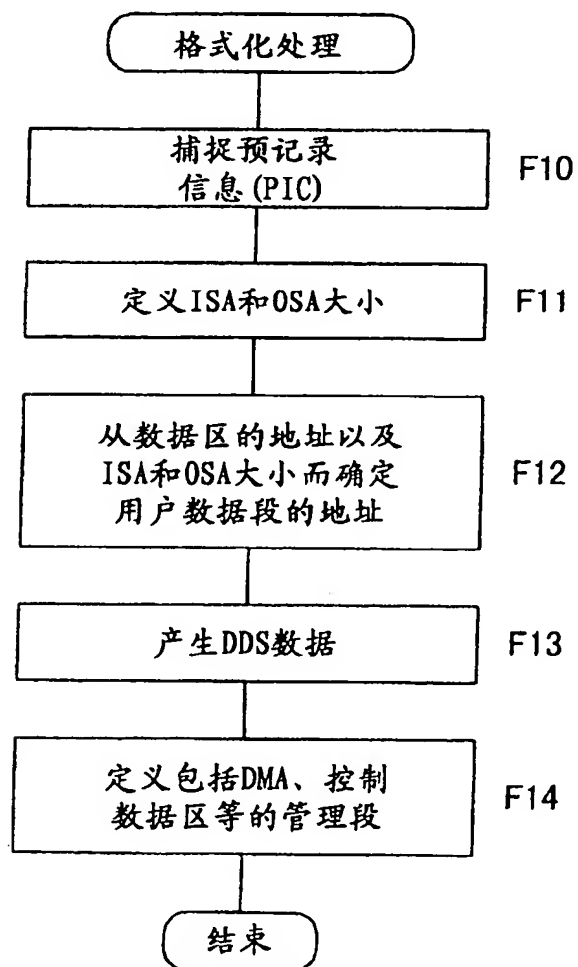 格式化处理
捕捉预记录
信息(PIC)
F10
定义ISA和OSA大小
F11
从数据区的地址以及
ISA和OSA大小而确定
用户数据段的地址
F12
产生DDS数据
F13
定义包括DMA、控制
数据区等的管理段
F14
结束